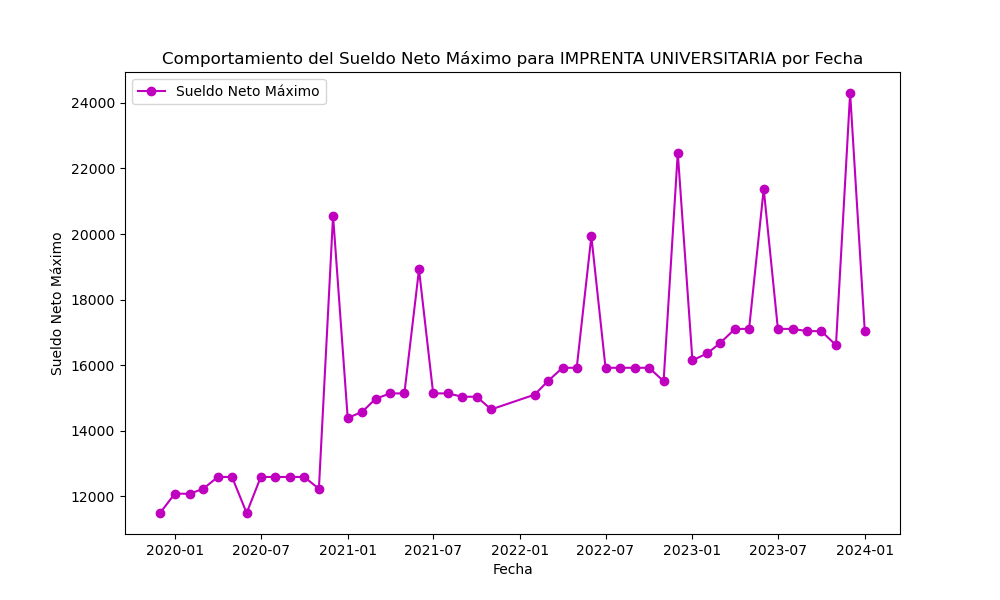 Comportamiento del Sueldo Neto Máximo para IMPRENTA UNIVERSITARIA por Fecha
Sueldo Neto Máximo
24000
22000
20000
18000
16000
14000
12000
Sueldo Neto Máximo
2020-01 2020-07 2021-01 2021-07 2022-01 2022-07 2023-01 2023-07 2024-01
Fecha